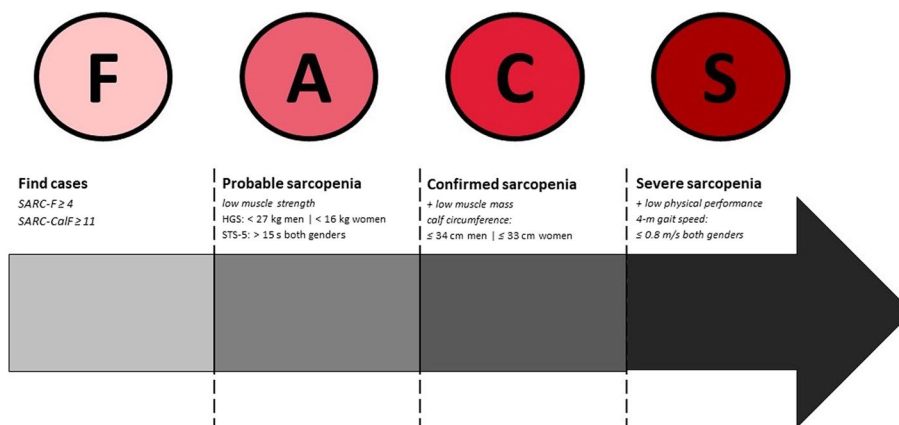 F
A
C
S
Find cases
SARC-F ≥ 4
SARC-CalF ≥ 11
Probable sarcopenia
low muscle strength
HGS: < 27 kg men | < 16 kg women
STS-5: > 15 s both genders
Confirmed sarcopenia
+ low muscle mass
calf circumference:
≤ 34 cm men | ≤ 33 cm women
Severe sarcopenia
+ low physical performance
4-m gait speed:
≤ 0.8 m/s both genders